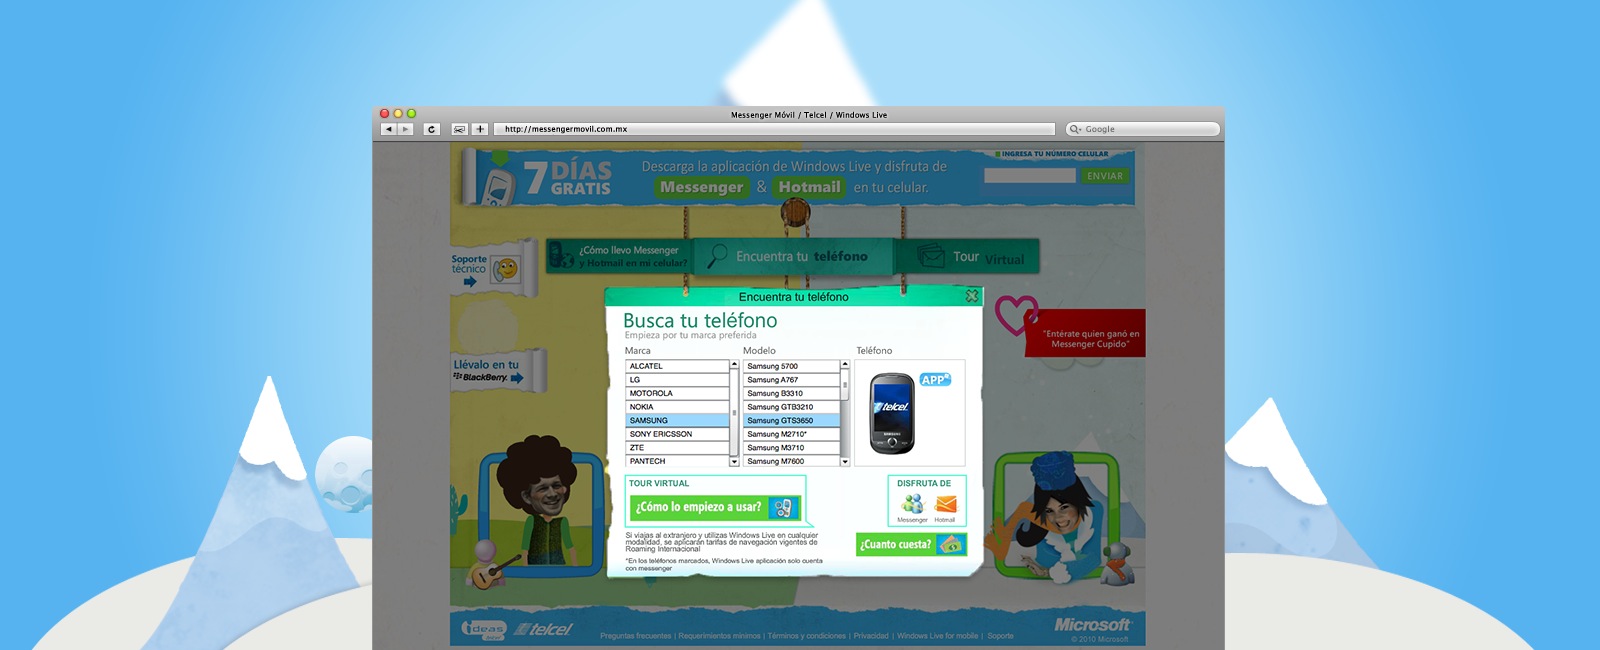 Messenger Móvil / Telcel / Windows Live
http://messengermovil.com.mx
Google
7 DÍAS
GRATIS
Descarga la aplicación de Windows Live y disfruta de
Messenger & Hotmail en tu celular.
INGRESA TU NÚMERO CELULAR
ENVIAR
¿Cómo llevo Messenger
y Hotmail en mi celular?
Encuentra tu teléfono
Tour Virtual
Soporte
técnico
Llévalo en tu
BlackBerry.
"Entérate quien ganó en
Messenger Cupido"
Encuentra tu teléfono
Busca tu teléfono
Empieza por tu marca preferida
Marca
Modelo
Teléfono
ALCATEL
LG
MOTOROLA
NOKIA
SAMSUNG
SONY ERICSSON
ZTE
PANTECH
Samsung 5700
Samsung A767
Samsung B3310
Samsung GTB3210
Samsung GTS3650
Samsung M2710*
Samsung M3710
Samsung M7600
APP
telcel
SAMSUNG
TOUR VIRTUAL
¿Cómo lo empiezo a usar?
DISFRUTA DE
Messenger
Hotmail
Si viajas al extranjero y utilizas Windows Live en cualquier
modalidad, se aplicarán tarifas de navegación vigentes de
Roaming Internacional
*En los teléfonos marcados, Windows Live aplicación solo cuenta
con messenger
¿Cuanto cuesta?
ideas
telcel
telcel
Preguntas frecuentes | Requerimientos mínimos | Términos y condiciones | Privacidad | Windows Live for mobile | Soporte
Microsoft
© 2010 Microsoft